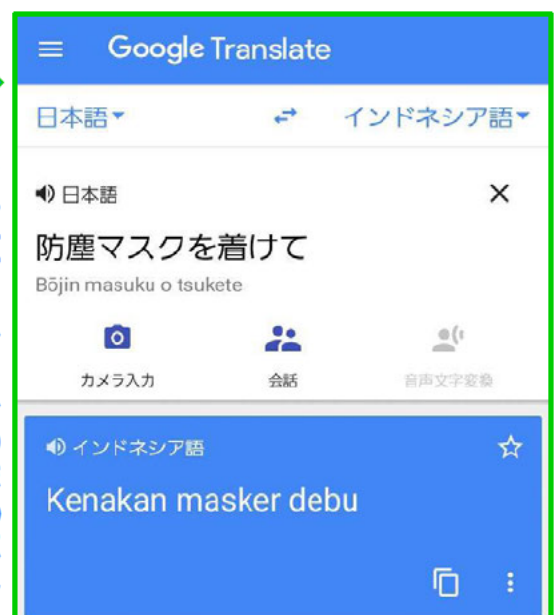 Google Translate
日本語 インドネシア語
日本語
防塵マスクを着けて
Bōjin masuku o tsukete
カメラ入力 会話 音声文字変換
インドネシア語
Kenakan masker debu